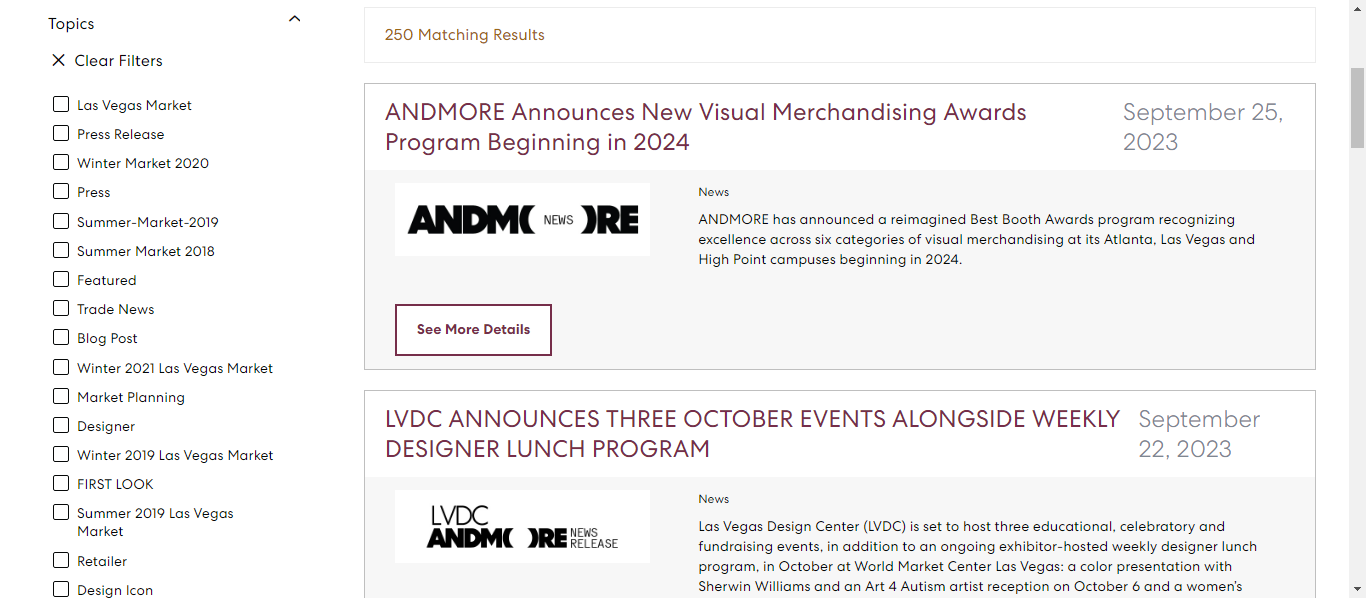 Topics
Clear Filters
Las Vegas Market
Press Release
Winter Market 2020
Press
Summer-Market-2019
Summer Market 2018
Featured
Trade News
Blog Post
Winter 2021 Las Vegas Market
Market Planning
Designer
Winter 2019 Las Vegas Market
FIRST LOOK
Summer 2019 Las Vegas
Market
Retailer
Design Icon
250 Matching Results
ANDMORE Announces New Visual Merchandising Awards
Program Beginning in 2024
September 25,
2023
ANDM( NEWS )RE
News
ANDMORE has announced a reimagined Best Booth Awards program recognizing
excellence across six categories of visual merchandising at its Atlanta, Las Vegas and
High Point campuses beginning in 2024.
See More Details
LVDC ANNOUNCES THREE OCTOBER EVENTS ALONGSIDE WEEKLY
DESIGNER LUNCH PROGRAM
September
22, 2023
LVDC
ANDM( )RE NEWS
RELEASE
News
Las Vegas Design Center (LVDC) is set to host three educational, celebratory and
fundraising events, in addition to an ongoing exhibitor-hosted weekly designer lunch
program, in October at World Market Center Las Vegas: a color presentation with
Sherwin Williams and an Art 4 Autism artist reception on October 6 and a women's